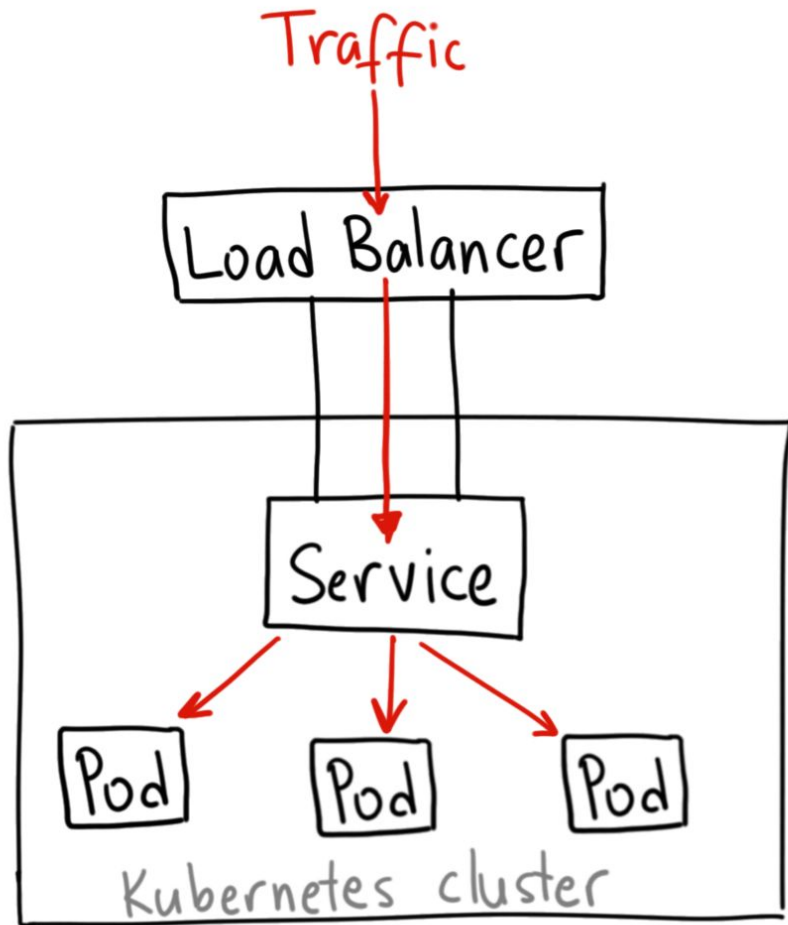 Traffic
Load Balancer
Service
Pod
Pod
Pod
Kubernetes cluster